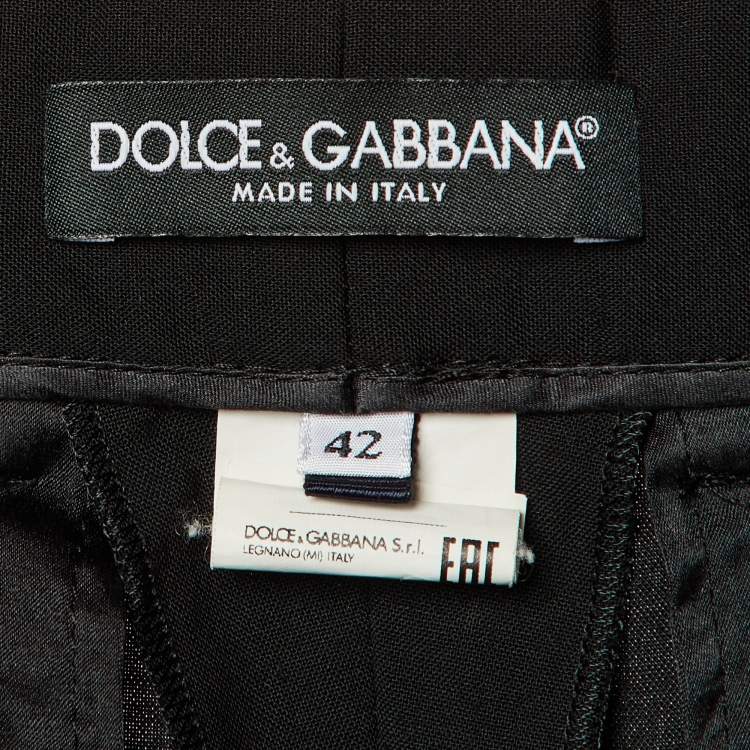 DOLCE & GABBANA®
MADE IN ITALY
42
DOLCE & GABBANA S.r.l.
LEGNANO (MI) ITALY
EAC